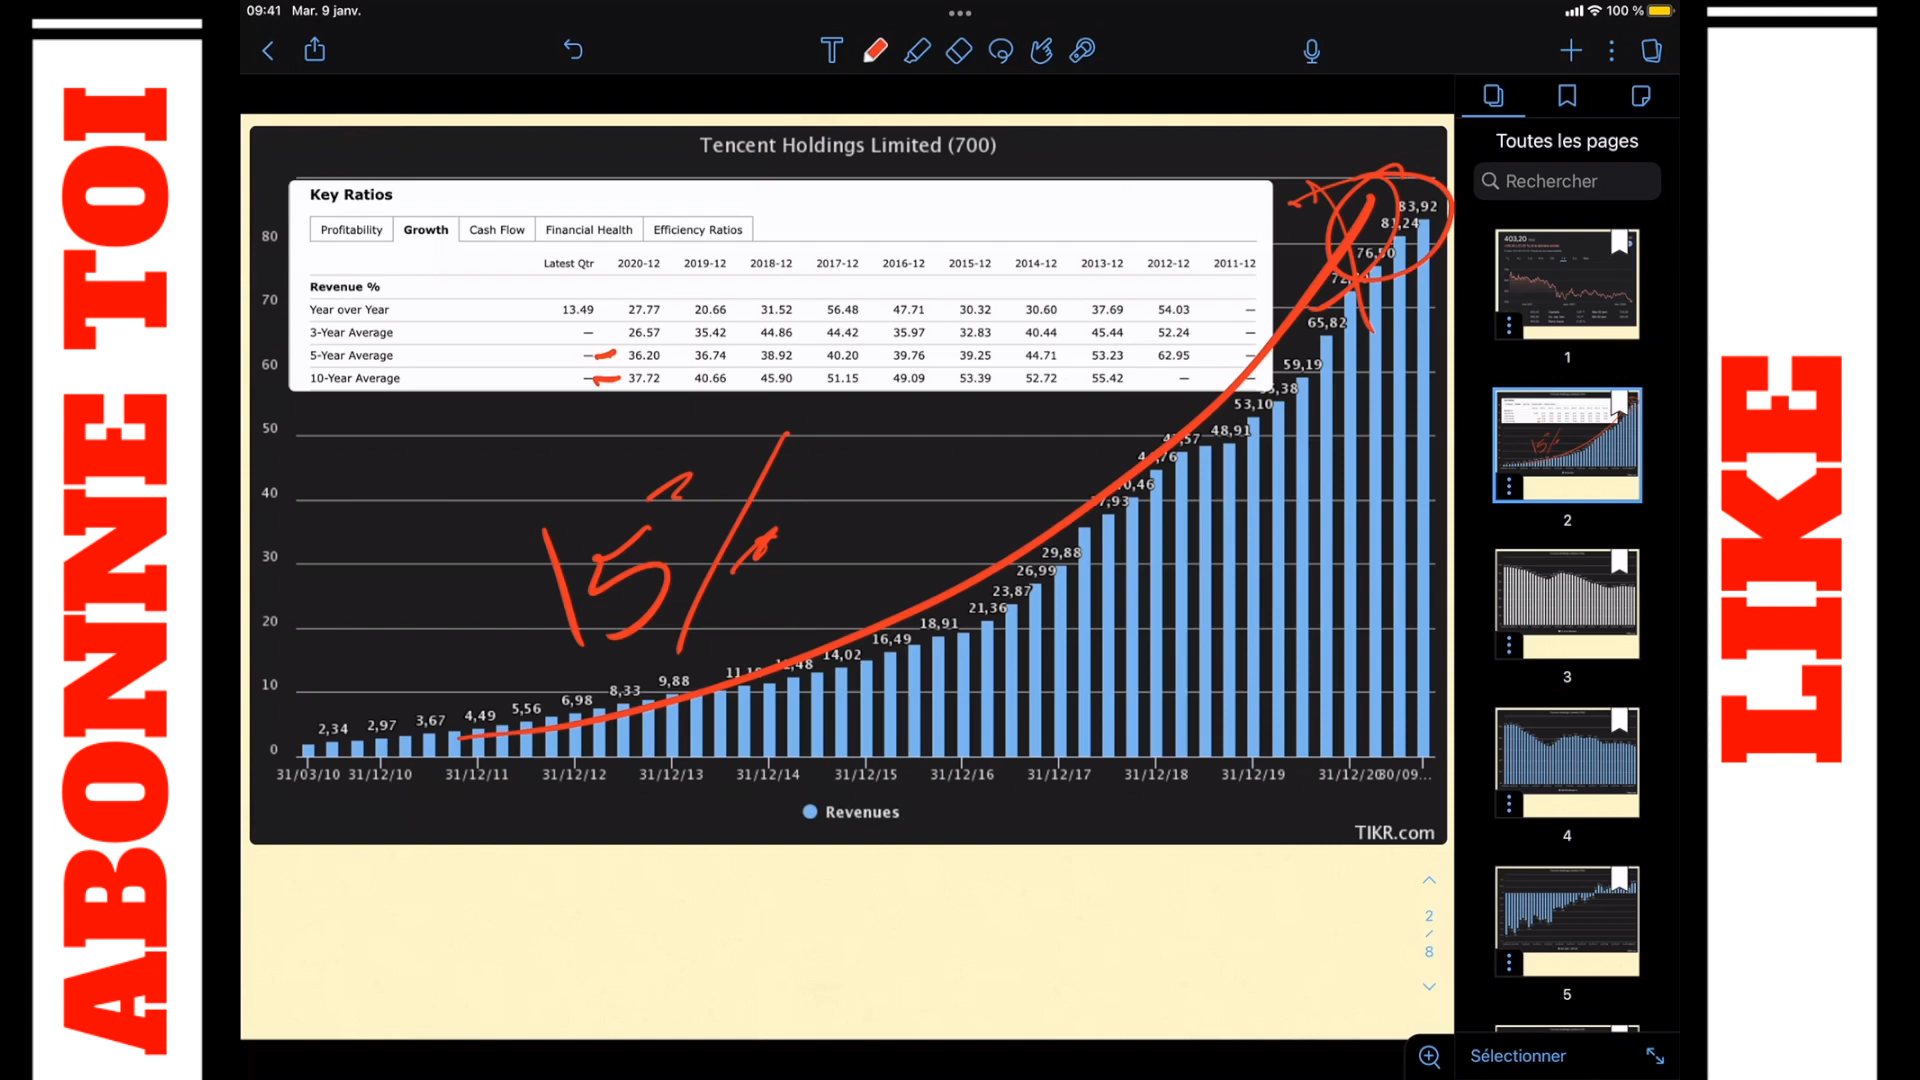 ABONNE TOI
09:41 Mar. 9 janv.
100 %
Tencent Holdings Limited (700)
Key Ratios
Profitability Growth Cash Flow Financial Health Efficiency Ratios
Latest Qtr 2020-12 2019-12 2018-12 2017-12 2016-12 2015-12 2014-12 2013-12 2012-12 2011-12
Revenue %
Year over Year 13.49 27.77 20.66 31.52 56.48 47.71 30.32 30.60 37.69 54.03 —
3-Year Average — 26.57 35.42 44.86 44.42 35.97 32.83 40.44 45.44 52.24 —
5-Year Average — 36.20 36.74 38.92 40.20 39.76 39.25 44.71 53.23 62.95 —
10-Year Average — 37.72 40.66 45.90 51.15 49.09 53.39 52.72 55.42 — —
80
70
60
50
40
30
20
10
0
2,34 2,97 3,67 4,49 5,56 6,98 8,33 9,88 14,02 16,49 18,91 21,36 23,87 26,99 29,88 48,91 53,10 59,19 65,82 76,50 81,24 83,92
15%
31/03/10 31/12/10 31/12/11 31/12/12 31/12/13 31/12/14 31/12/15 31/12/16 31/12/17 31/12/18 31/12/19 31/12/20 30/09...
Revenues
TIKR.com
2
/
8
Toutes les pages
Rechercher
403,20
1
2
3
4
5
Sélectionner
LIKE